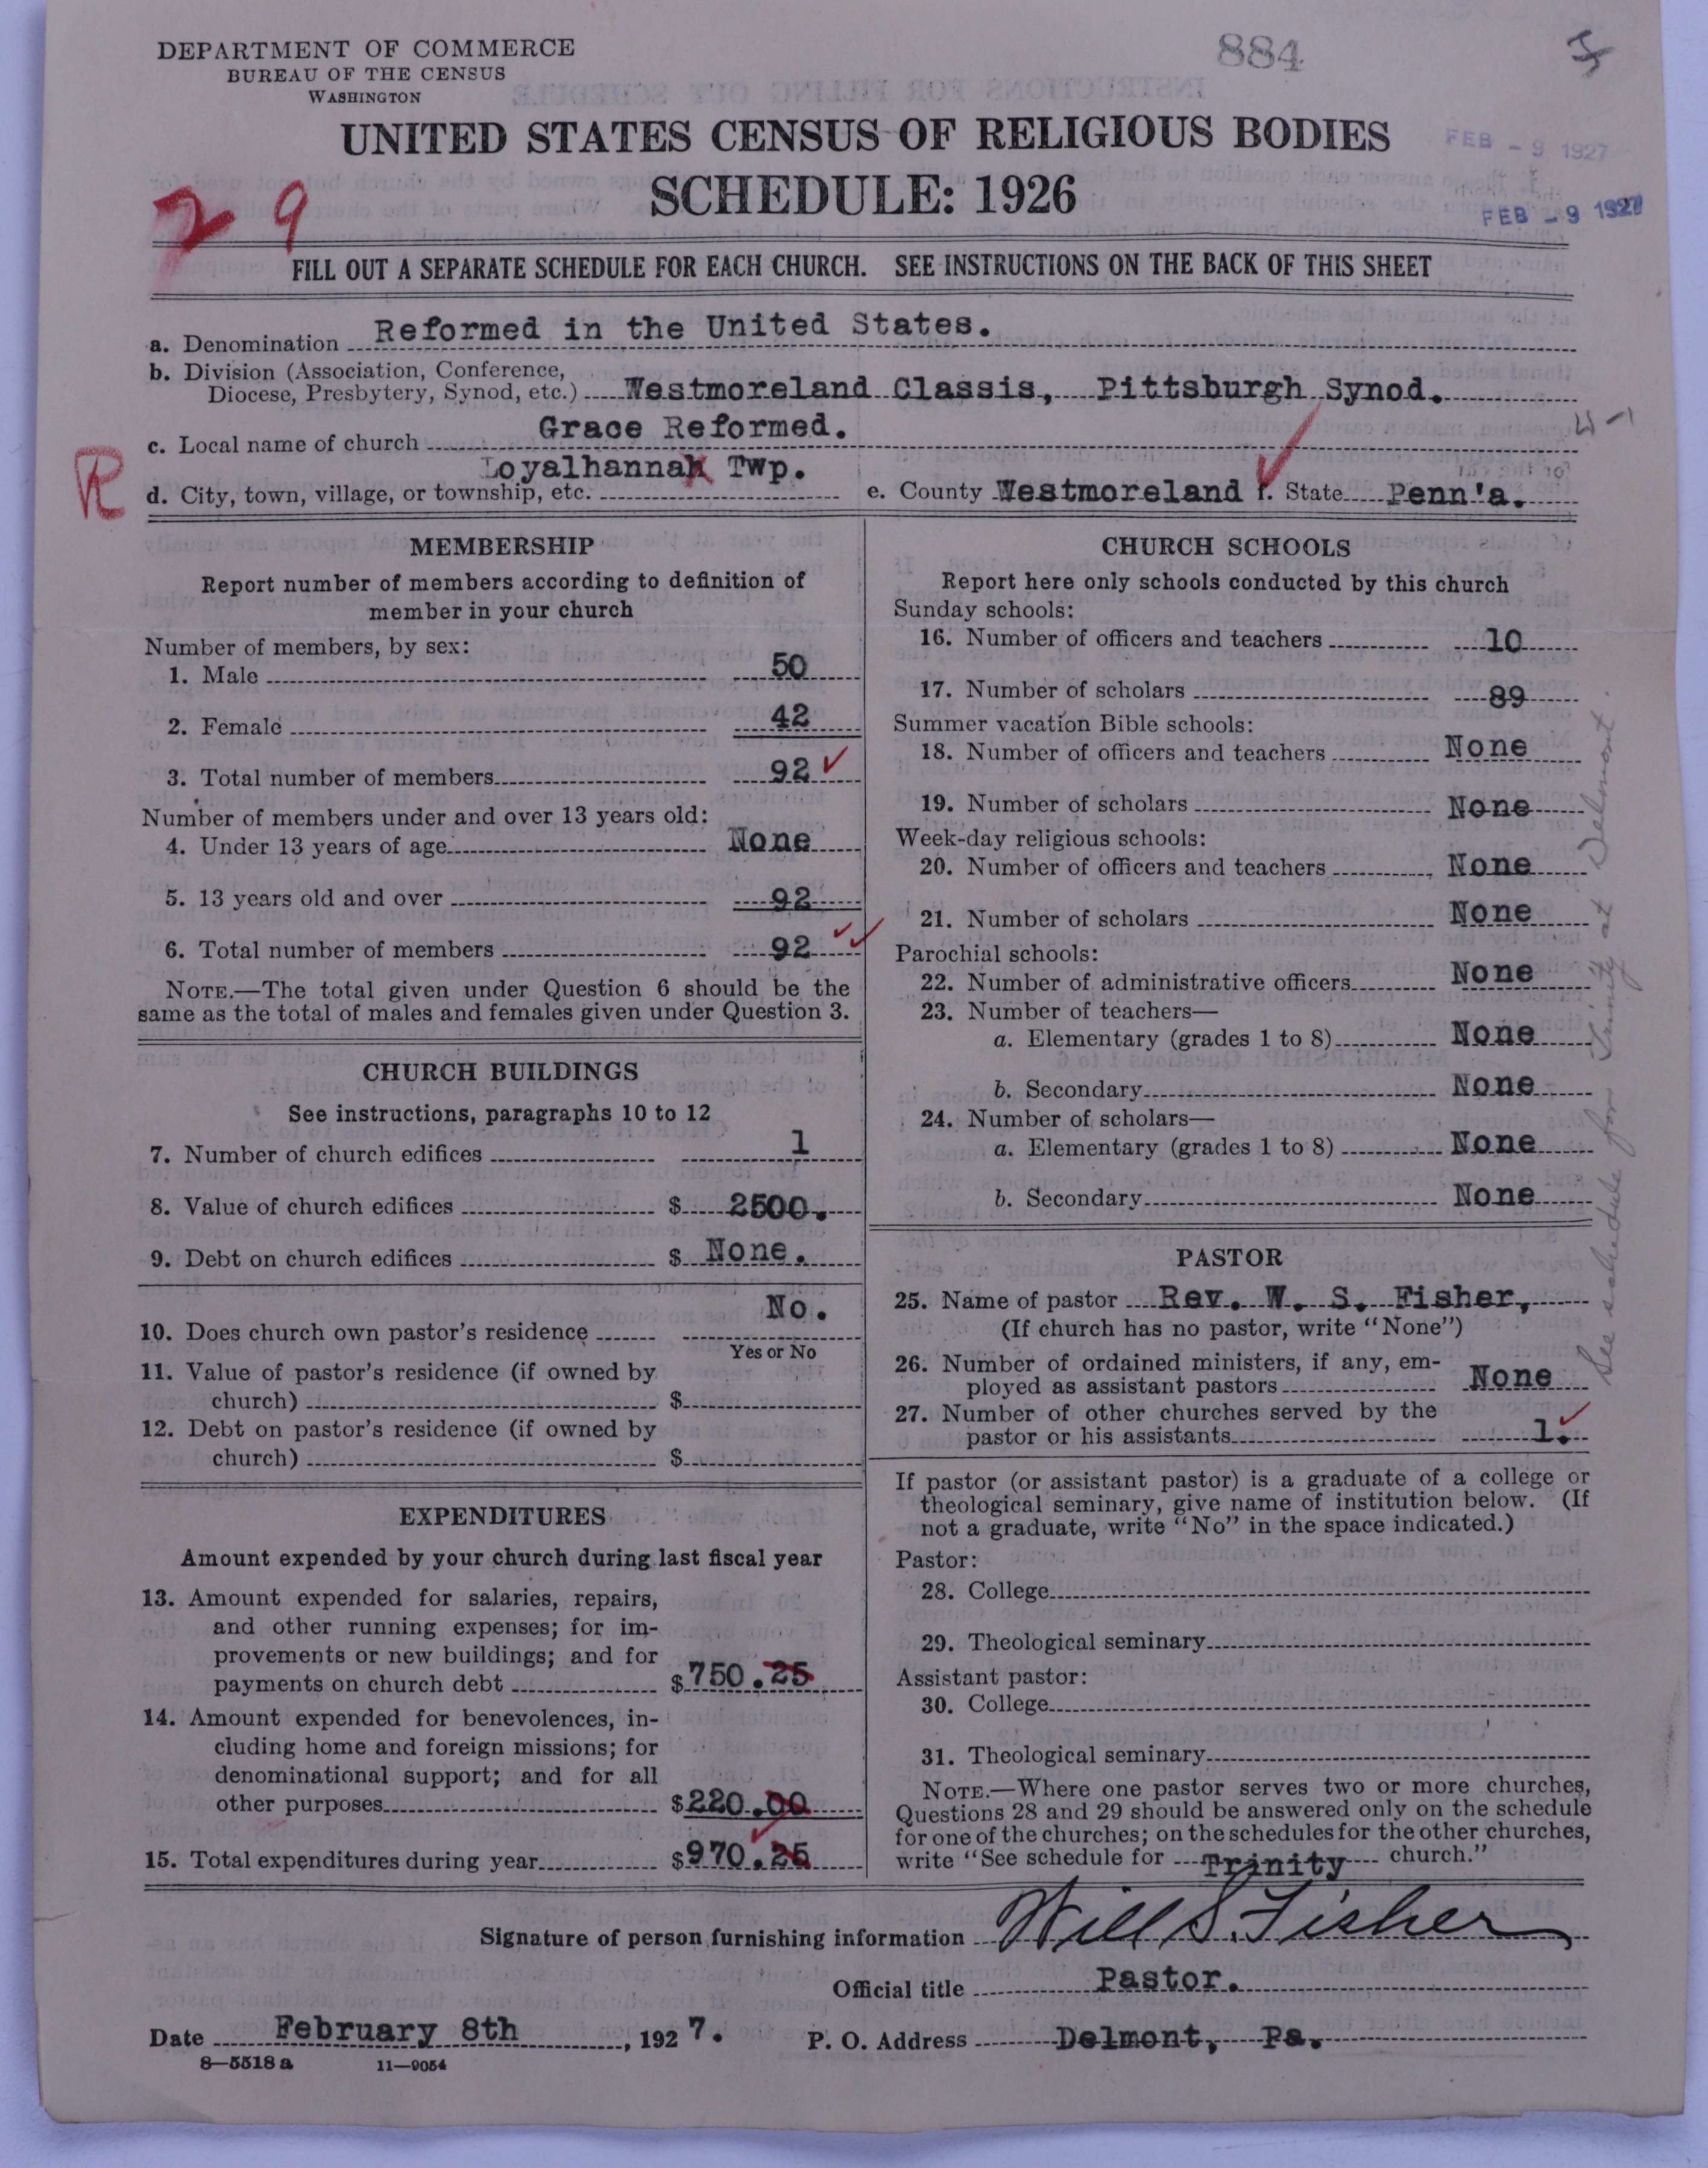 DEPARTMENT OF COMMERCE
BUREAU OF THE CENSUS
WASHINGTON
884
UNITED STATES CENSUS OF RELIGIOUS BODIES
FEB - 9 1927
SCHEDULE: 1926
FEB - 9 1927
29
FILL OUT A SEPARATE SCHEDULE FOR EACH CHURCH. SEE INSTRUCTIONS ON THE BACK OF THIS SHEET
a. Denomination Reformed in the United States.
b. Division (Association, Conference,
Diocese, Presbytery, Synod, etc.) Westmoreland Classis, Pittsburgh Synod.
c. Local name of church Grace Reformed.
R
d. City, town, village, or township, etc. Loyalhannah Twp. e. County Westmoreland f. State Penn'a.
MEMBERSHIP
Report number of members according to definition of
member in your church
Number of members, by sex:
1. Male 50
2. Female 42
3. Total number of members 92
Number of members under and over 13 years old:
4. Under 13 years of age None
5. 13 years old and over 92
6. Total number of members 92
NOTE.—The total given under Question 6 should be the
same as the total of males and females given under Question 3.
CHURCH BUILDINGS
See instructions, paragraphs 10 to 12
7. Number of church edifices 1
8. Value of church edifices $ 2500.
9. Debt on church edifices $ None.
10. Does church own pastor's residence No.
Yes or No
11. Value of pastor's residence (if owned by
church) $
12. Debt on pastor's residence (if owned by
church) $
EXPENDITURES
Amount expended by your church during last fiscal year
13. Amount expended for salaries, repairs,
and other running expenses; for im-
provements or new buildings; and for
payments on church debt $750.25
14. Amount expended for benevolences, in-
cluding home and foreign missions; for
denominational support; and for all
other purposes $220.00
15. Total expenditures during year $970.25
CHURCH SCHOOLS
Report here only schools conducted by this church
Sunday schools:
16. Number of officers and teachers 10
17. Number of scholars 89
Summer vacation Bible schools:
18. Number of officers and teachers None
19. Number of scholars None
Week-day religious schools:
20. Number of officers and teachers None
21. Number of scholars None
Parochial schools:
22. Number of administrative officers None
23. Number of teachers—
a. Elementary (grades 1 to 8) None
b. Secondary None
24. Number of scholars—
a. Elementary (grades 1 to 8) None
b. Secondary None
PASTOR
25. Name of pastor Rev. W. S. Fisher,
(If church has no pastor, write "None")
26. Number of ordained ministers, if any, em-
ployed as assistant pastors None
27. Number of other churches served by the
pastor or his assistants 1.
If pastor (or assistant pastor) is a graduate of a college or
theological seminary, give name of institution below. (If
not a graduate, write "No" in the space indicated.)
Pastor:
28. College
29. Theological seminary
Assistant pastor:
30. College
31. Theological seminary
NOTE.—Where one pastor serves two or more churches,
Questions 28 and 29 should be answered only on the schedule
for one of the churches; on the schedules for the other churches,
write "See schedule for Trinity church."
See schedule for Trinity at Delmont.
Signature of person furnishing information Will S. Fisher
Official title Pastor.
Date February 8th, 1927. P. O. Address Delmont, Pa.
8—5518 a 11—9054